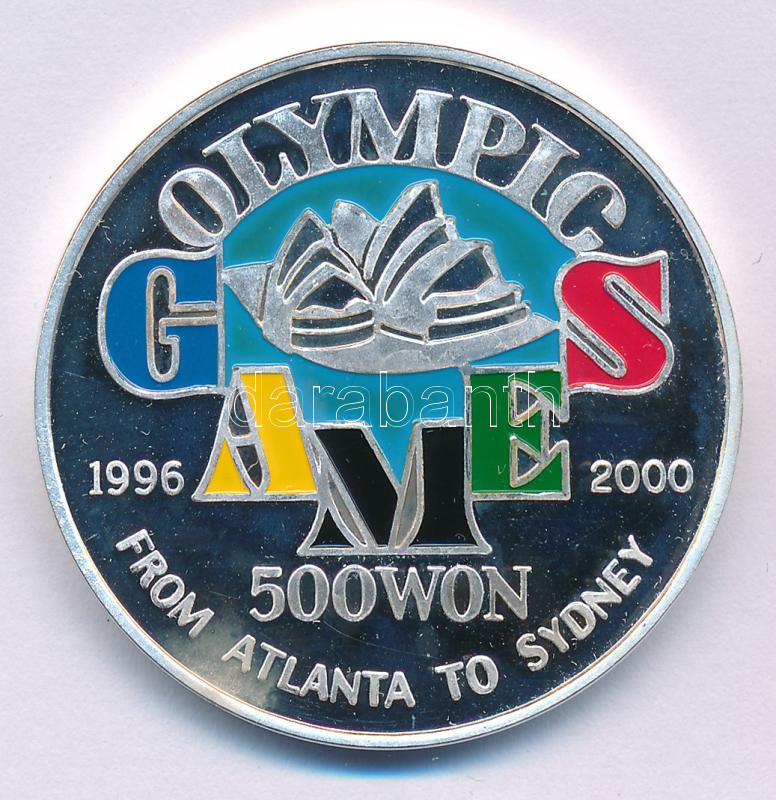 OLYMPIC
GAMES
darabanth
1996 2000
500WON
FROM ATLANTA TO SYDNEY